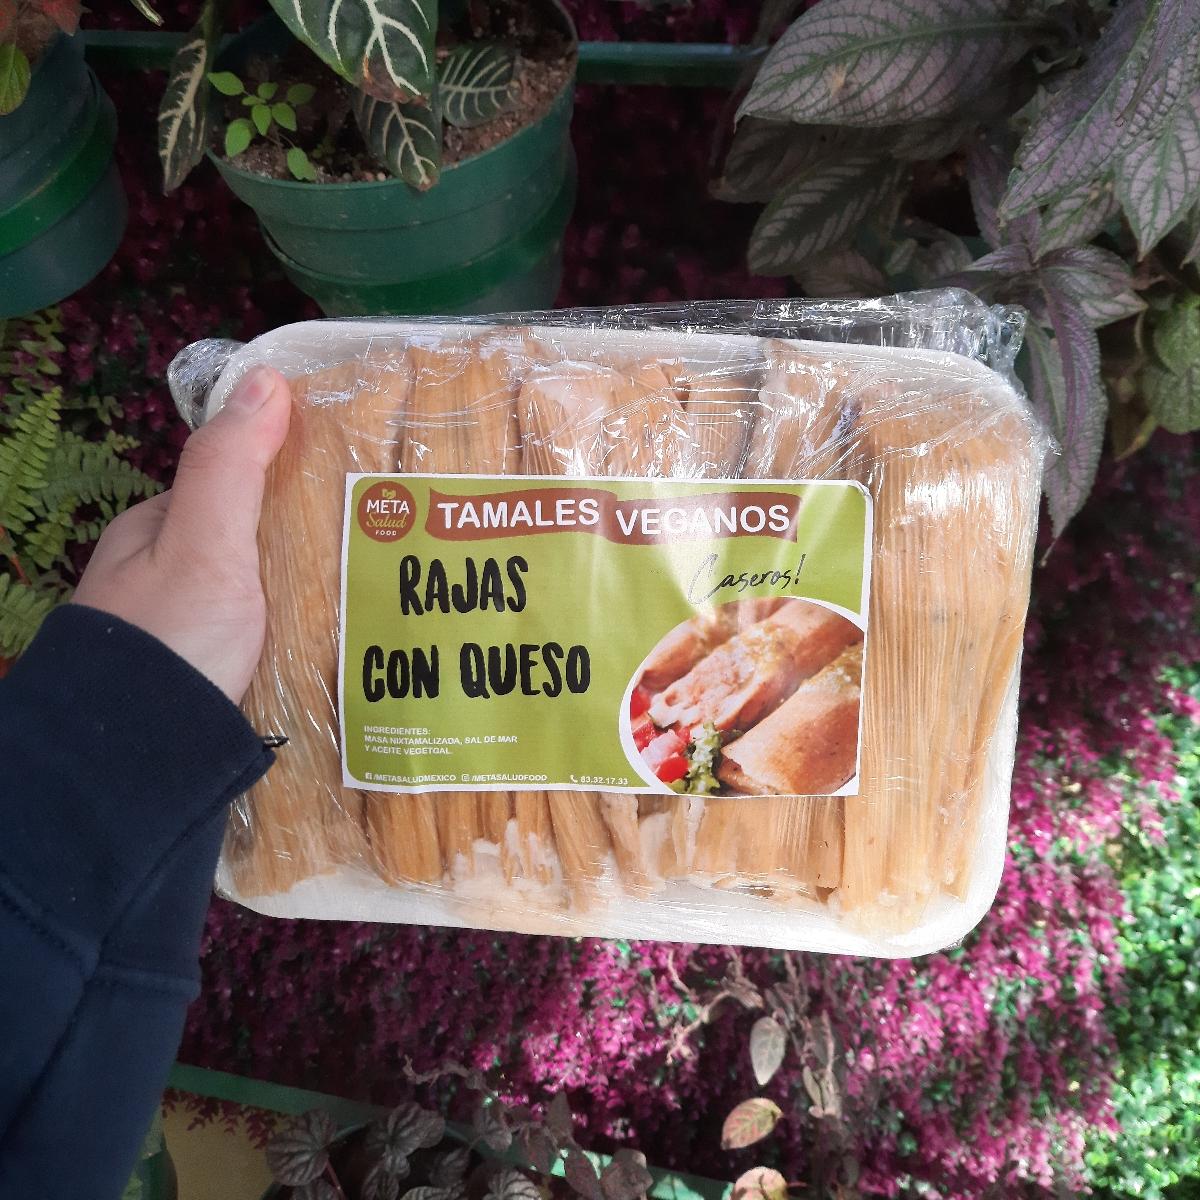 META
Salud
FOOD
TAMALES VEGANOS
Caseros!
RAJAS
CON QUESO
INGREDIENTES:
MASA NIXTAMALIZADA, SAL DE MAR
Y ACEITE VEGETGAL.
/METASALUDMEXICO /METASALUDFOOD 83.32.17.33